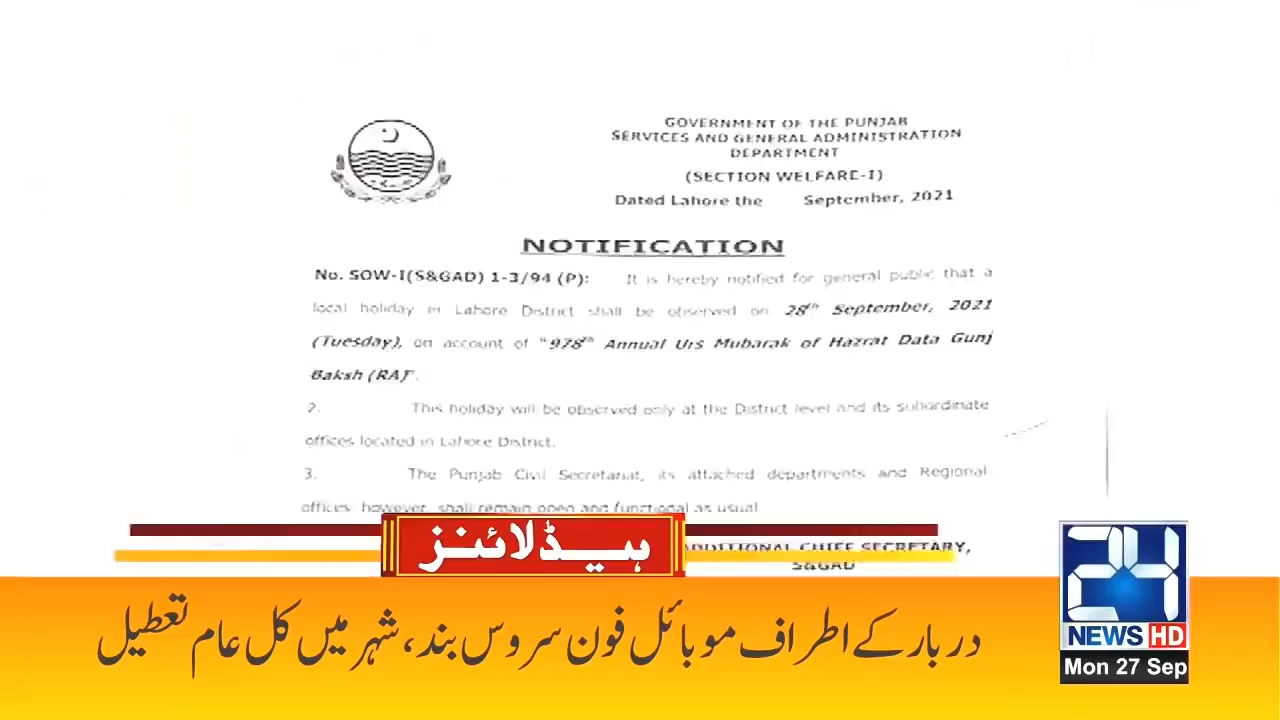 GOVERNMENT OF THE PUNJAB
SERVICES AND GENERAL ADMINISTRATION
DEPARTMENT
(SECTION WELFARE-I)
Dated Lahore the September, 2021
NOTIFICATION
No. SOW-I(S&GAD) 1-3/94 (P): It is hereby notified for general public that a
local holiday in Lahore District shall be observed on 28th September, 2021
(Tuesday), on account of "978th Annual Urs Mubarak of Hazrat Data Gunj
Baksh (RA)".
2. This holiday will be observed only at the District level and its subordinate
offices located in Lahore District.
3. The Punjab Civil Secretariat, its attached departments and Regional
offices, however, shall remain open and functional as usual
ADDITIONAL CHIEF SECRETARY,
S&GAD
ہیڈلائنز
دربار کے اطراف موبائل فون سروس بند، شہر میں کل عام تعطیل
24
NEWS HD
Mon 27 Sep